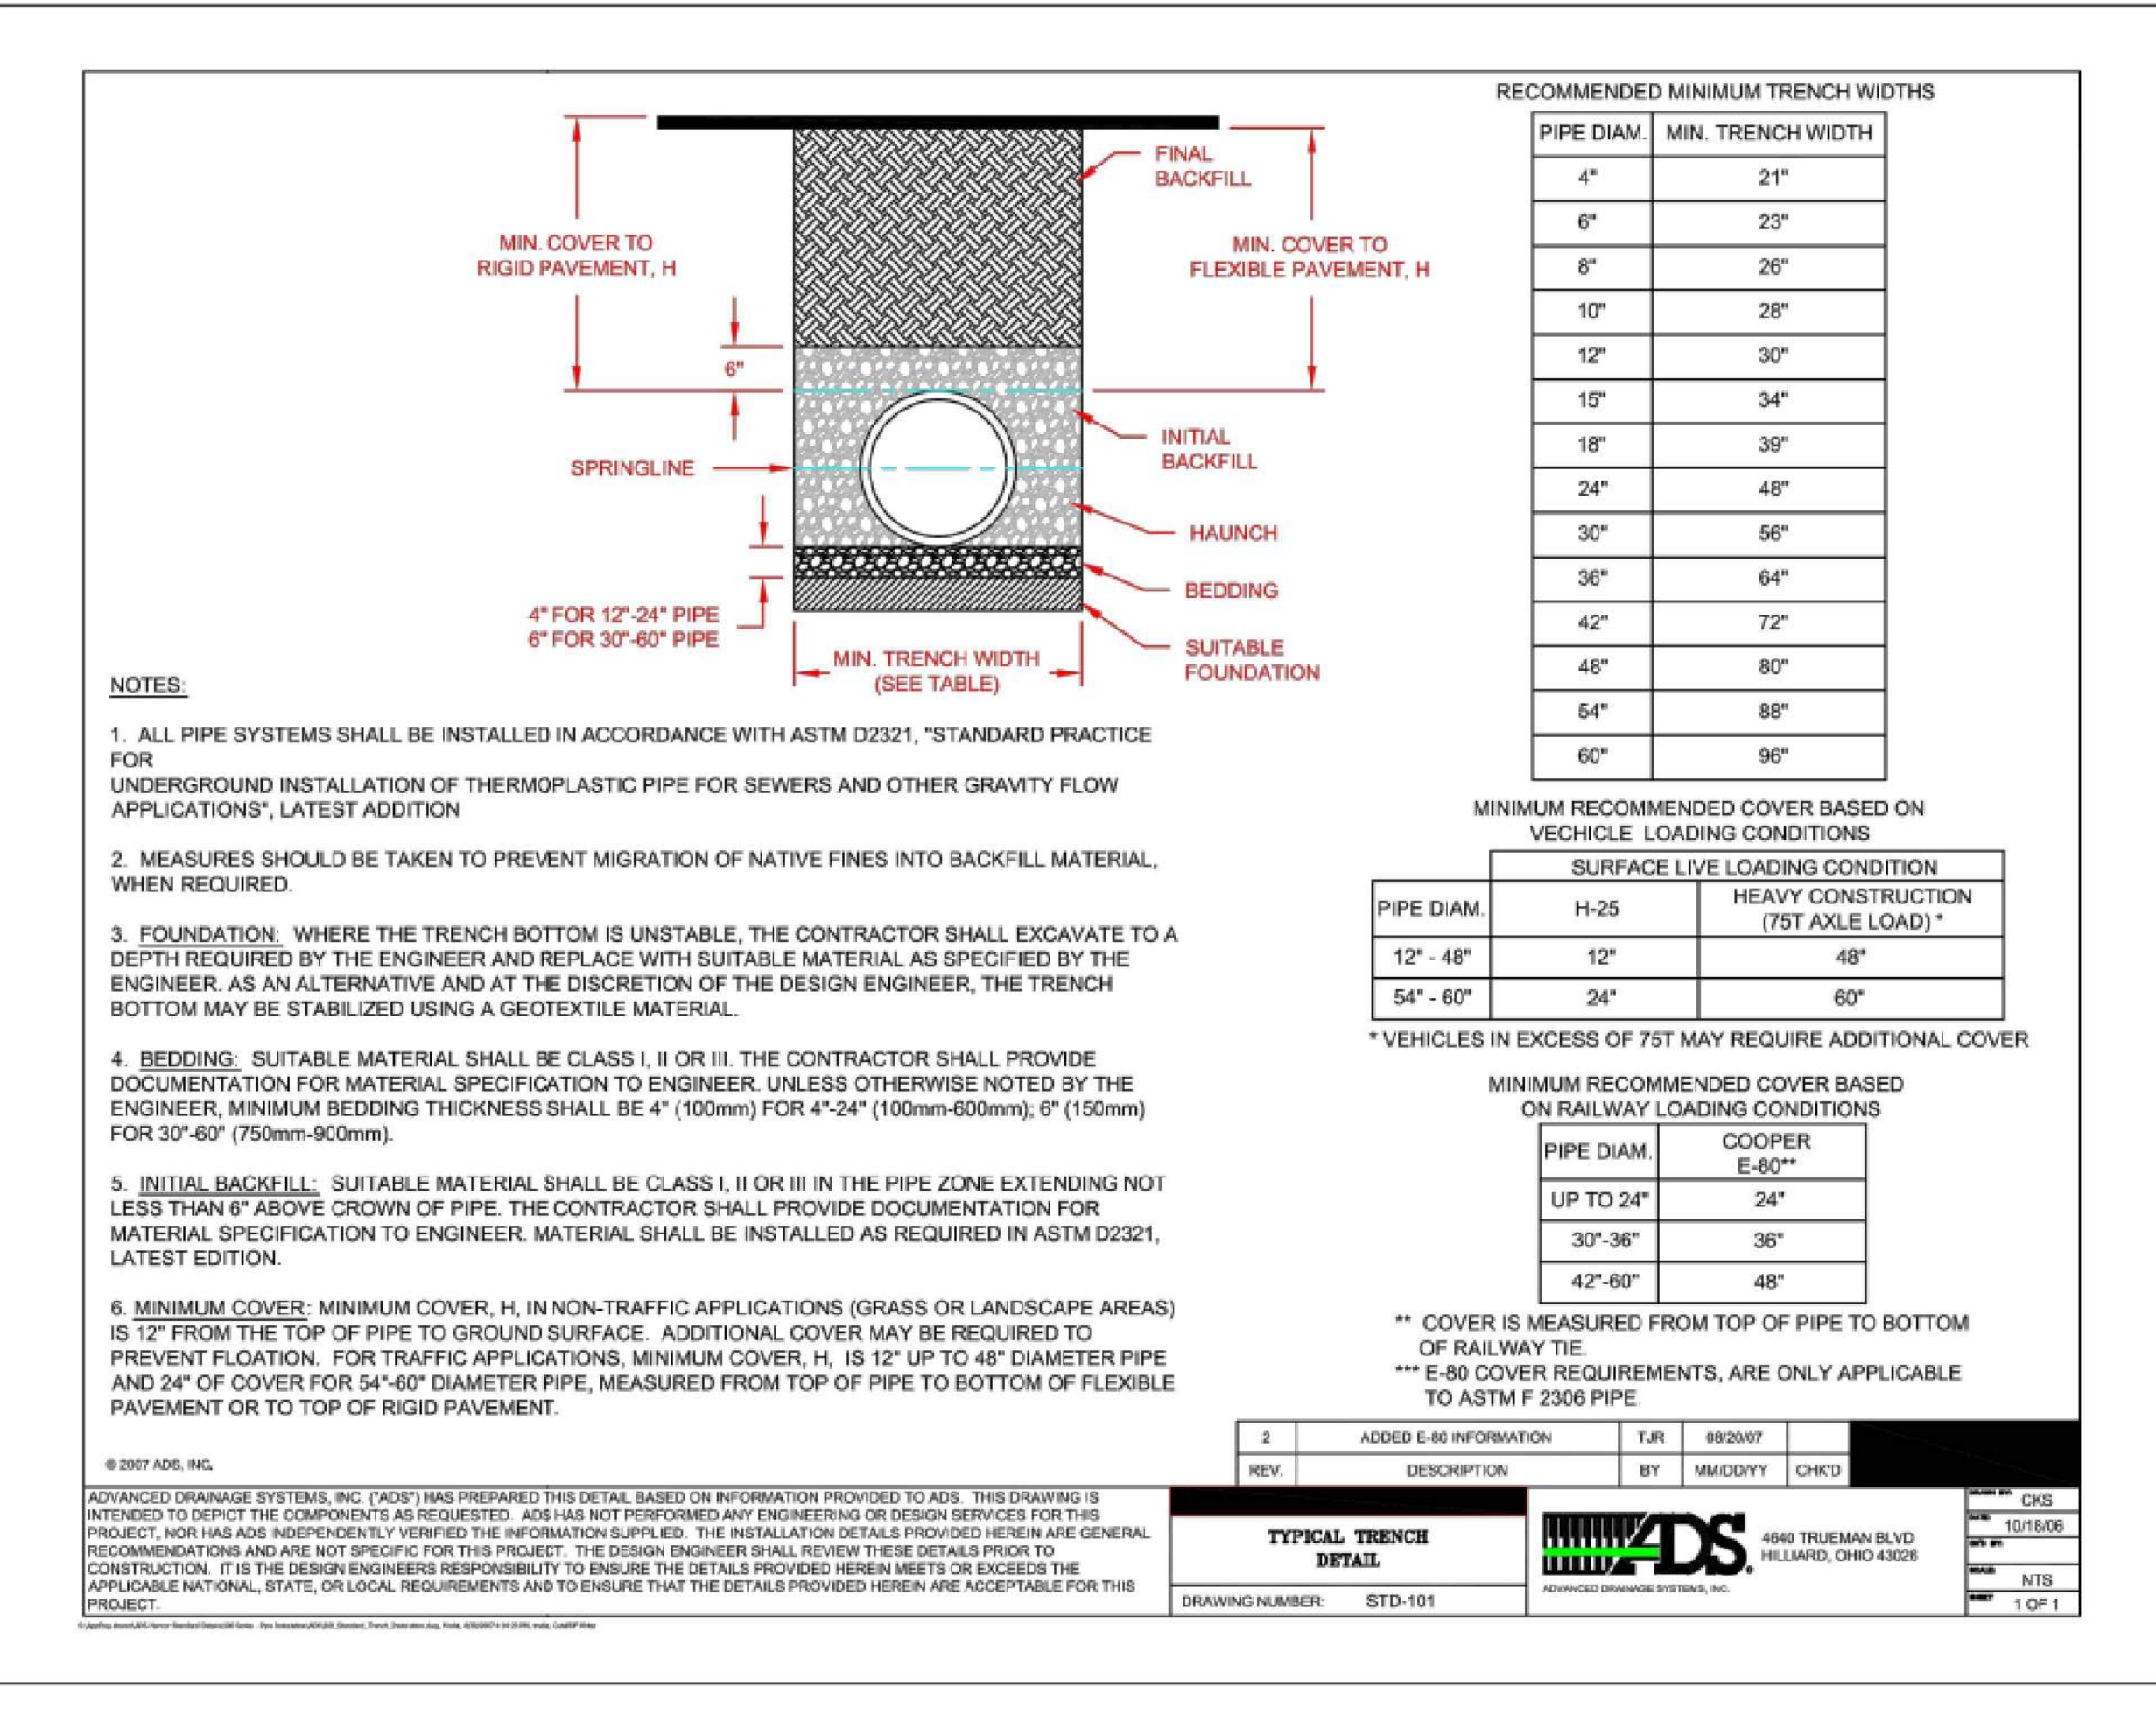 RECOMMENDED MINIMUM TRENCH WIDTHS
PIPE DIAM. MIN. TRENCH WIDTH
4" 21"
6" 23"
8" 26"
10" 28"
12" 30"
15" 34"
18" 39"
24" 48"
30" 56"
36" 64"
42" 72"
48" 80"
54" 88"
60" 96"
FINAL
BACKFILL
MIN. COVER TO
RIGID PAVEMENT, H
MIN. COVER TO
FLEXIBLE PAVEMENT, H
6"
INITIAL
BACKFILL
SPRINGLINE
HAUNCH
BEDDING
4" FOR 12"-24" PIPE
6" FOR 30"-60" PIPE
SUITABLE
FOUNDATION
MIN. TRENCH WIDTH
(SEE TABLE)
NOTES:
1. ALL PIPE SYSTEMS SHALL BE INSTALLED IN ACCORDANCE WITH ASTM D2321, "STANDARD PRACTICE
FOR
UNDERGROUND INSTALLATION OF THERMOPLASTIC PIPE FOR SEWERS AND OTHER GRAVITY FLOW
APPLICATIONS", LATEST ADDITION
2. MEASURES SHOULD BE TAKEN TO PREVENT MIGRATION OF NATIVE FINES INTO BACKFILL MATERIAL,
WHEN REQUIRED.
3. FOUNDATION: WHERE THE TRENCH BOTTOM IS UNSTABLE, THE CONTRACTOR SHALL EXCAVATE TO A
DEPTH REQUIRED BY THE ENGINEER AND REPLACE WITH SUITABLE MATERIAL AS SPECIFIED BY THE
ENGINEER. AS AN ALTERNATIVE AND AT THE DISCRETION OF THE DESIGN ENGINEER, THE TRENCH
BOTTOM MAY BE STABILIZED USING A GEOTEXTILE MATERIAL.
4. BEDDING: SUITABLE MATERIAL SHALL BE CLASS I, II OR III. THE CONTRACTOR SHALL PROVIDE
DOCUMENTATION FOR MATERIAL SPECIFICATION TO ENGINEER. UNLESS OTHERWISE NOTED BY THE
ENGINEER, MINIMUM BEDDING THICKNESS SHALL BE 4" (100mm) FOR 4"-24" (100mm-600mm); 6" (150mm)
FOR 30"-60" (750mm-900mm).
5. INITIAL BACKFILL: SUITABLE MATERIAL SHALL BE CLASS I, II OR III IN THE PIPE ZONE EXTENDING NOT
LESS THAN 6" ABOVE CROWN OF PIPE. THE CONTRACTOR SHALL PROVIDE DOCUMENTATION FOR
MATERIAL SPECIFICATION TO ENGINEER. MATERIAL SHALL BE INSTALLED AS REQUIRED IN ASTM D2321,
LATEST EDITION.
6. MINIMUM COVER: MINIMUM COVER, H, IN NON-TRAFFIC APPLICATIONS (GRASS OR LANDSCAPE AREAS)
IS 12" FROM THE TOP OF PIPE TO GROUND SURFACE. ADDITIONAL COVER MAY BE REQUIRED TO
PREVENT FLOATION. FOR TRAFFIC APPLICATIONS, MINIMUM COVER, H, IS 12" UP TO 48" DIAMETER PIPE
AND 24" OF COVER FOR 54"-60" DIAMETER PIPE, MEASURED FROM TOP OF PIPE TO BOTTOM OF FLEXIBLE
PAVEMENT OR TO TOP OF RIGID PAVEMENT.
MINIMUM RECOMMENDED COVER BASED ON
VECHICLE LOADING CONDITIONS
SURFACE LIVE LOADING CONDITION
PIPE DIAM. H-25 HEAVY CONSTRUCTION
(75T AXLE LOAD) *
12" - 48" 12" 48"
54" - 60" 24" 60"
* VEHICLES IN EXCESS OF 75T MAY REQUIRE ADDITIONAL COVER
MINIMUM RECOMMENDED COVER BASED
ON RAILWAY LOADING CONDITIONS
PIPE DIAM. COOPER
E-80**
UP TO 24" 24"
30"-36" 36"
42"-60" 48"
** COVER IS MEASURED FROM TOP OF PIPE TO BOTTOM
OF RAILWAY TIE.
*** E-80 COVER REQUIREMENTS, ARE ONLY APPLICABLE
TO ASTM F 2306 PIPE.
2 ADDED E-80 INFORMATION TJR 08/20/07
REV. DESCRIPTION BY MM/DD/YY CHK'D
© 2007 ADS, INC.
ADVANCED DRAINAGE SYSTEMS, INC. ("ADS") HAS PREPARED THIS DETAIL BASED ON INFORMATION PROVIDED TO ADS. THIS DRAWING IS
INTENDED TO DEPICT THE COMPONENTS AS REQUESTED. ADS HAS NOT PERFORMED ANY ENGINEERING OR DESIGN SERVICES FOR THIS
PROJECT, NOR HAS ADS INDEPENDENTLY VERIFIED THE INFORMATION SUPPLIED. THE INSTALLATION DETAILS PROVIDED HEREIN ARE GENERAL
RECOMMENDATIONS AND ARE NOT SPECIFIC FOR THIS PROJECT. THE DESIGN ENGINEER SHALL REVIEW THESE DETAILS PRIOR TO
CONSTRUCTION. IT IS THE DESIGN ENGINEERS RESPONSIBILITY TO ENSURE THE DETAILS PROVIDED HEREIN MEETS OR EXCEEDS THE
APPLICABLE NATIONAL, STATE, OR LOCAL REQUIREMENTS AND TO ENSURE THAT THE DETAILS PROVIDED HEREIN ARE ACCEPTABLE FOR THIS
PROJECT.
TYPICAL TRENCH
DETAIL
DRAWING NUMBER: STD-101
ADS
ADVANCED DRAINAGE SYSTEMS, INC.
4640 TRUEMAN BLVD
HILLIARD, OHIO 43026
CKS
10/18/06
NTS
1 OF 1